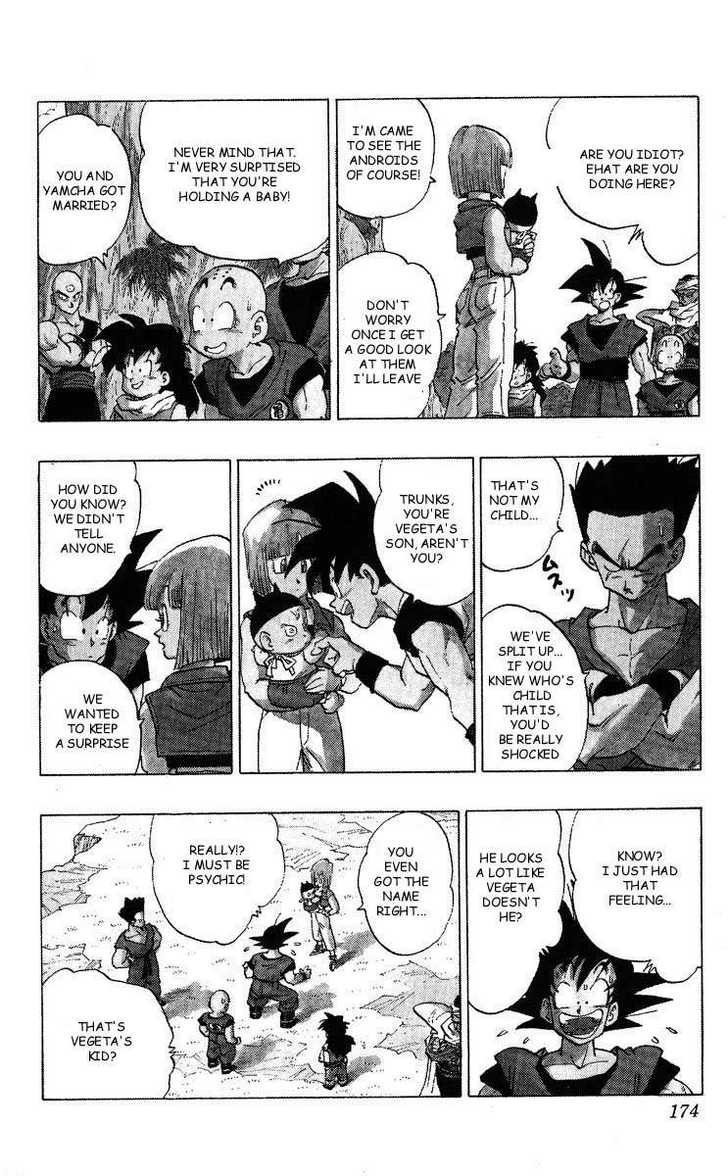 ARE YOU IDIOT?
EHAT ARE YOU
DOING HERE?
I'M CAME
TO SEE THE
ANDROIDS
OF COURSE!
DON'T
WORRY
ONCE I GET
A GOOD LOOK
AT THEM
I'LL LEAVE
NEVER MIND THAT.
I'M VERY SURPTISED
THAT YOU'RE
HOLDING A BABY!
YOU AND
YAMCHA GOT
MARRIED?
THAT'S
NOT MY
CHILD...
ムスッ
WE'VE
SPLIT UP...
IF YOU
KNEW WHO'S
CHILD
THAT IS,
YOU'D
BE REALLY
SHOCKED
TRUNKS,
YOU'RE
VEGETA'S
SON, AREN'T
YOU?
HOW DID
YOU KNOW?
WE DIDN'T
TELL
ANYONE.
WE
WANTED
TO KEEP
A SURPRISE
KNOW?
I JUST HAD
THAT
FEELING...
HE LOOKS
A LOT LIKE
VEGETA
DOESN'T
HE?
YOU
EVEN
GOT THE
NAME
RIGHT...
REALLY!?
I MUST BE
PSYCHIC!
THAT'S
VEGETA'S
KID?
174